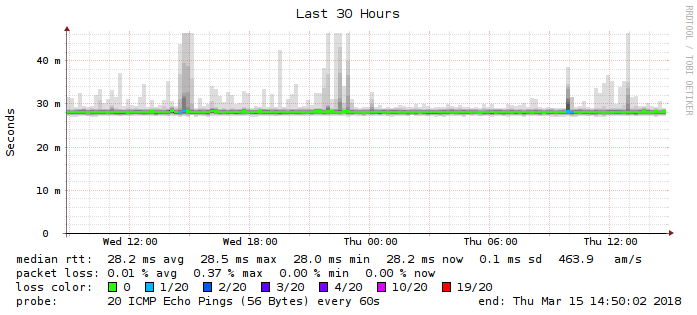 Last 30 Hours
RRDTOOL / TOBI OETIKER
Seconds
40 m
30 m
20 m
10 m
0
Wed 12:00 Wed 18:00 Thu 00:00 Thu 06:00 Thu 12:00
median rtt: 28.2 ms avg 28.5 ms max 28.0 ms min 28.2 ms now 0.1 ms sd 463.9 am/s
packet loss: 0.01 % avg 0.37 % max 0.00 % min 0.00 % now
loss color: 0 1/20 2/20 3/20 4/20 10/20 19/20
probe: 20 ICMP Echo Pings (56 Bytes) every 60s end: Thu Mar 15 14:50:02 2018